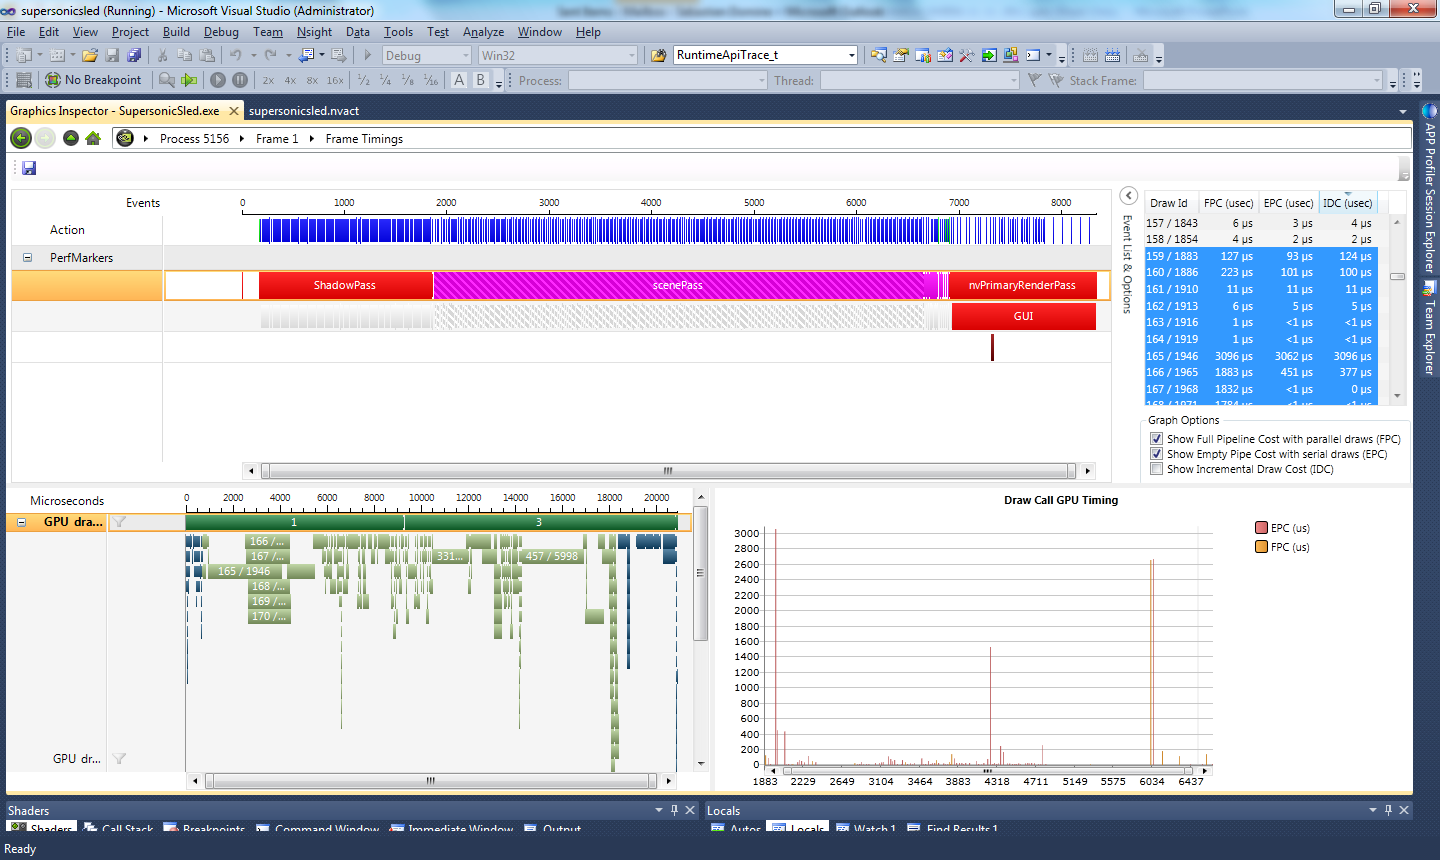 supersonicsled (Running) - Microsoft Visual Studio (Administrator)
File Edit View Project Build Debug Team Nsight Data Tools Test Analyze Window Help
Debug Win32 RuntimeApiTrace_t
No Breakpoint 2x 4x 8x 16x ½ ¼ ⅛ ¹⁄₁₆ A B Process: Thread: Stack Frame:
Graphics Inspector - SupersonicSled.exe supersonicsled.nvact
Process 5156 Frame 1 Frame Timings
Events 0 1000 2000 3000 4000 5000 6000 7000 8000
Action
PerfMarkers
ShadowPass scenePass nvPrimaryRenderPass
GUI
Event List & Options
Draw Id FPC (usec) EPC (usec) IDC (usec)
157 / 1843 6 µs 3 µs 4 µs
158 / 1854 4 µs 2 µs 2 µs
159 / 1883 127 µs 93 µs 124 µs
160 / 1886 223 µs 101 µs 100 µs
161 / 1910 11 µs 11 µs 11 µs
162 / 1913 6 µs 5 µs 5 µs
163 / 1916 1 µs <1 µs <1 µs
164 / 1919 1 µs <1 µs <1 µs
165 / 1946 3096 µs 3062 µs 3096 µs
166 / 1965 1883 µs 451 µs 377 µs
167 / 1968 1832 µs <1 µs 0 µs
168 / 1971 1784 µs <1 µs <1 µs
Graph Options
Show Full Pipeline Cost with parallel draws (FPC)
Show Empty Pipe Cost with serial draws (EPC)
Show Incremental Draw Cost (IDC)
APP Profiler Session Explorer
Team Explorer
Microseconds 0 2000 4000 6000 8000 10000 12000 14000 16000 18000 20000
GPU dra... 1 3
166 /...
167 /... 331... 457 / 5998
165 / 1946
168 /...
169 /...
170 /...
GPU dr...
Draw Call GPU Timing
EPC (us)
FPC (us)
3000
2800
2600
2400
2200
2000
1800
1600
1400
1200
1000
800
600
400
200
0
1883 2229 2649 3104 3464 3883 4318 4711 5149 5575 6034 6437
Shaders Locals
Shaders Call Stack Breakpoints Command Window Immediate Window Output Autos Locals Watch 1 Find Results 1
Ready